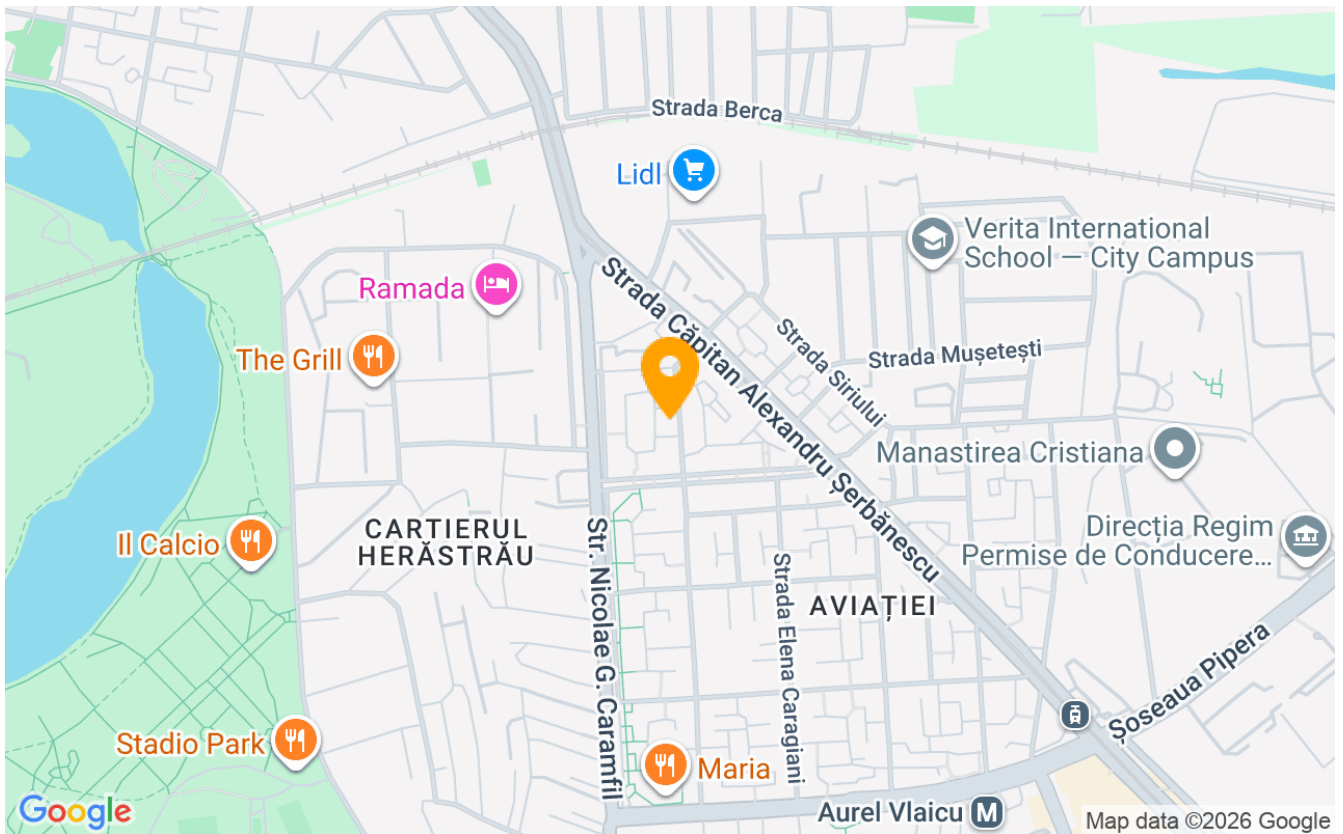 Strada Berca
Lidl
Verita International
School — City Campus
Ramada
Strada Căpitan Alexandru Șerbănescu
Strada Siriului
The Grill
Strada Mușetești
Manastirea Cristiana
CARTIERUL
HERĂSTRĂU
Il Calcio
Str. Nicolae G. Caramfil
Direcția Regim
Permise de Conducere...
Strada Elena Caragiani
AVIAȚIEI
Șoseaua Pipera
Stadio Park
Maria
Aurel Vlaicu
M
Google
Map data ©2026 Google